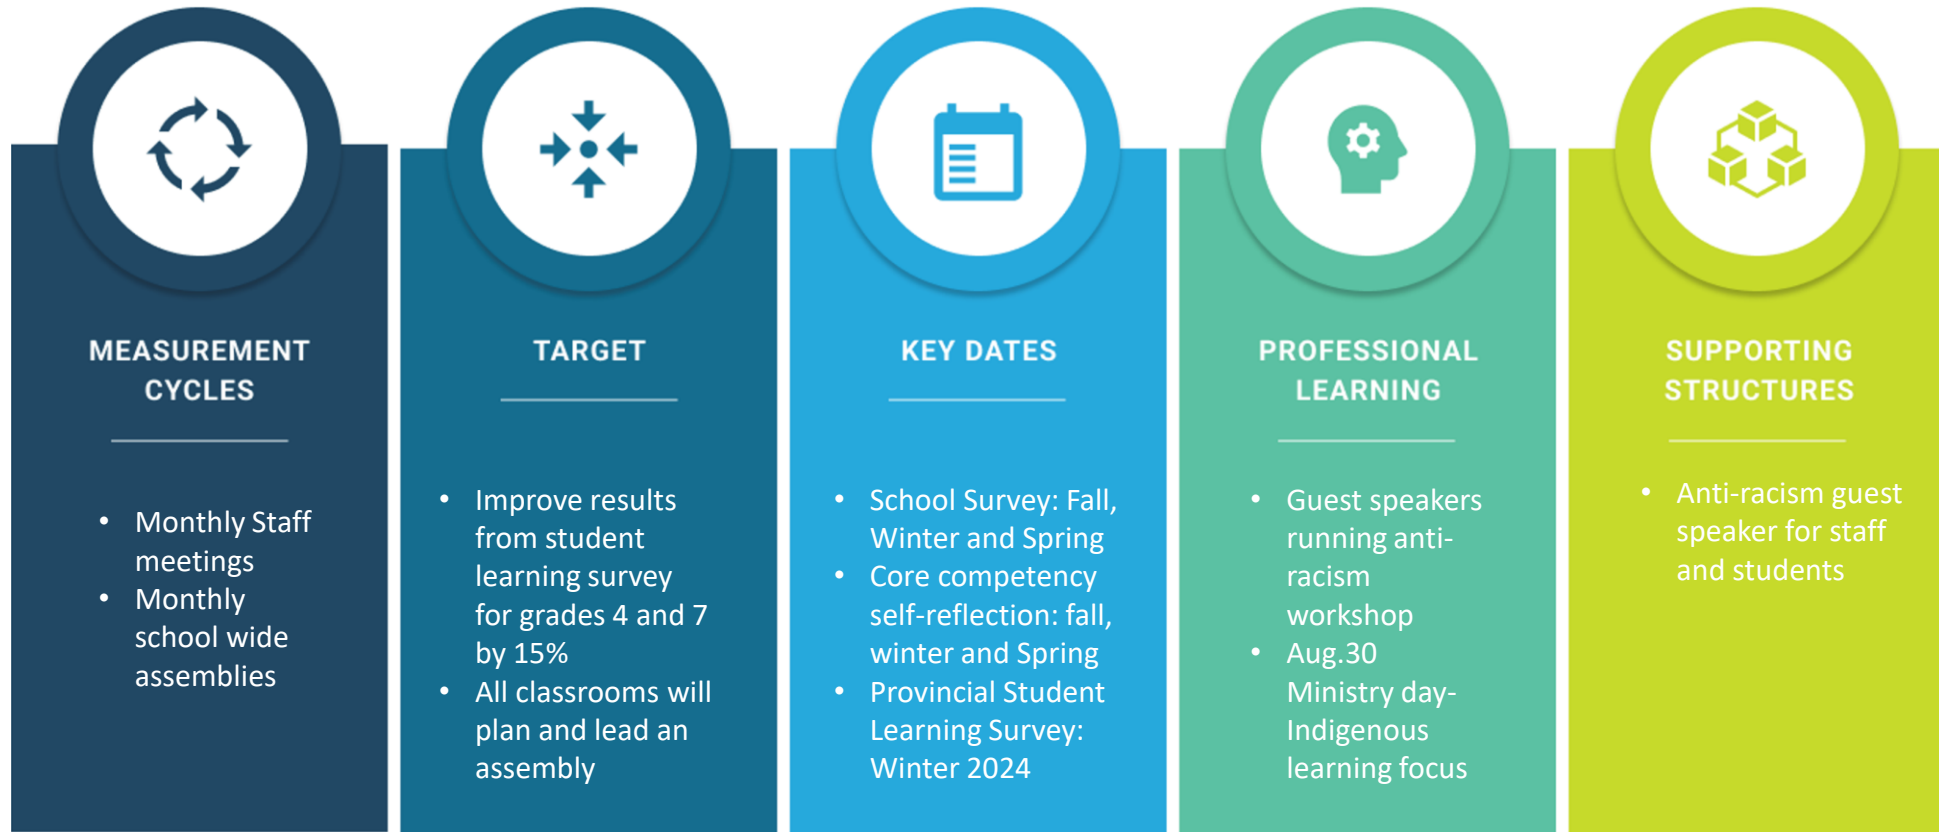 MEASUREMENT
CYCLES
• Monthly Staff
meetings
• Monthly
school wide
assemblies
TARGET
• Improve results
from student
learning survey
for grades 4 and 7
by 15%
• All classrooms will
plan and lead an
assembly
KEY DATES
• School Survey: Fall,
Winter and Spring
• Core competency
self-reflection: fall,
winter and Spring
• Provincial Student
Learning Survey:
Winter 2024
PROFESSIONAL
LEARNING
• Guest speakers
running anti-
racism
workshop
• Aug.30
Ministry day-
Indigenous
learning focus
SUPPORTING
STRUCTURES
• Anti-racism guest
speaker for staff
and students